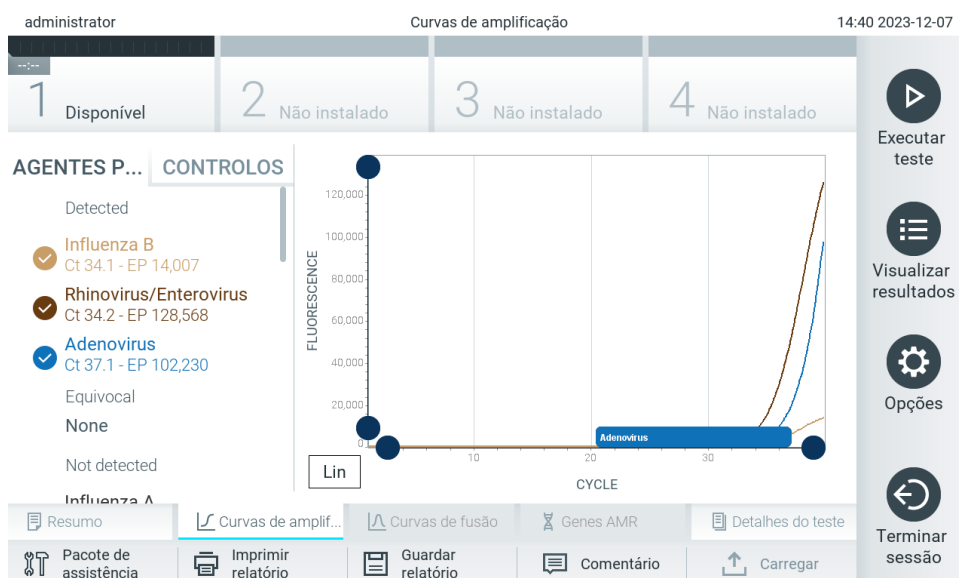 administrator
Curvas de amplificação
14:40 2023-12-07
--:--
1 Disponível
2 Não instalado
3 Não instalado
4 Não instalado
AGENTES P...
CONTROLOS
Detected
Influenza B
Ct 34.1 - EP 14,007
Rhinovirus/Enterovirus
Ct 34.2 - EP 128,568
Adenovirus
Ct 37.1 - EP 102,230
Equivocal
None
Not detected
Influenza A
FLUORESCENCE
120,000
100,000
80,000
60,000
40,000
20,000
0
Adenovirus
10
20
30
CYCLE
Lin
Executar
teste
Visualizar
resultados
Opções
Terminar
sessão
Resumo
Curvas de amplif...
Curvas de fusão
Genes AMR
Detalhes do teste
Pacote de
assistência
Imprimir
relatório
Guardar
relatório
Comentário
Carregar